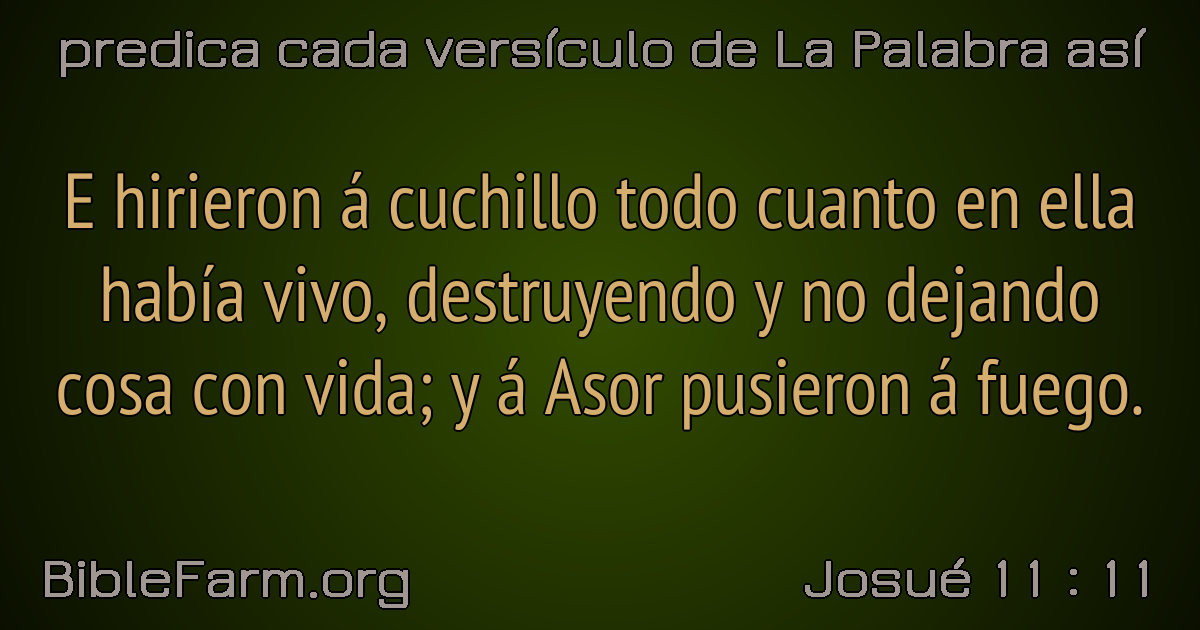 predica cada versículo de La Palabra así
E hirieron á cuchillo todo cuanto en ella
había vivo, destruyendo y no dejando
cosa con vida; y á Asor pusieron á fuego.
BibleFarm.org
Josué 11 : 11